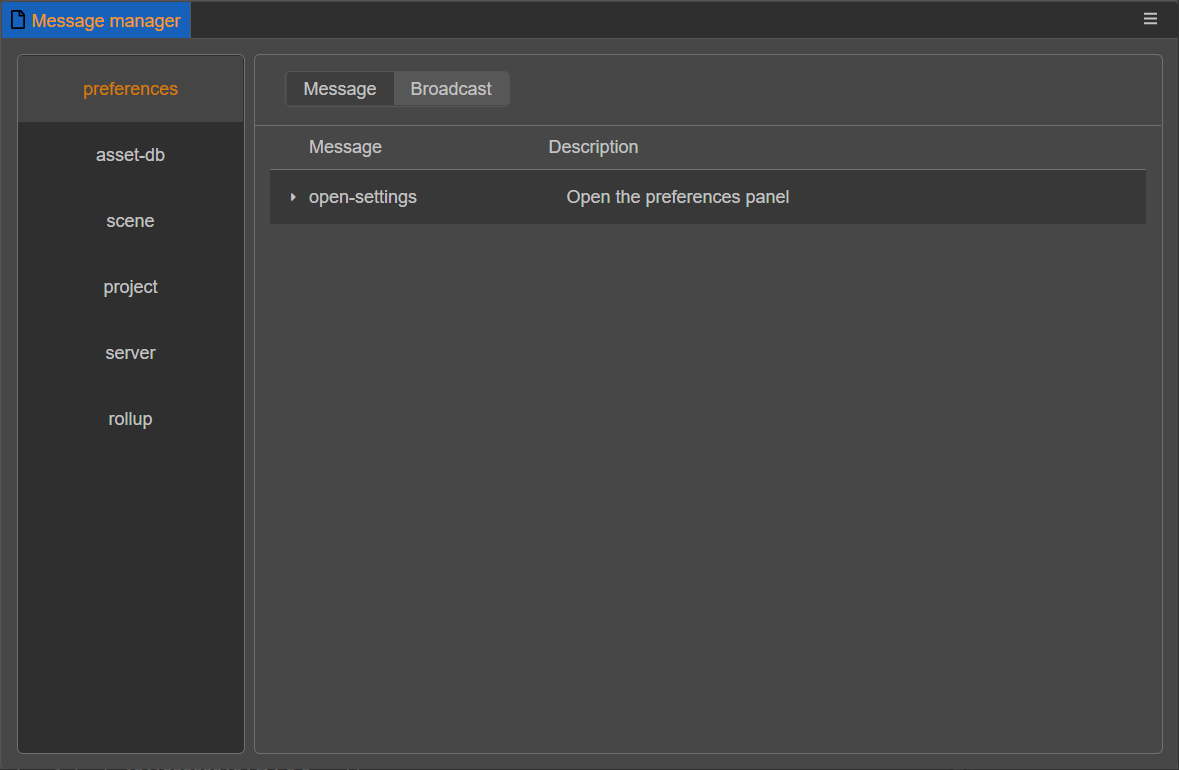 Message manager
preferences
asset-db
scene
project
server
rollup
Message Broadcast
Message Description
open-settings Open the preferences panel